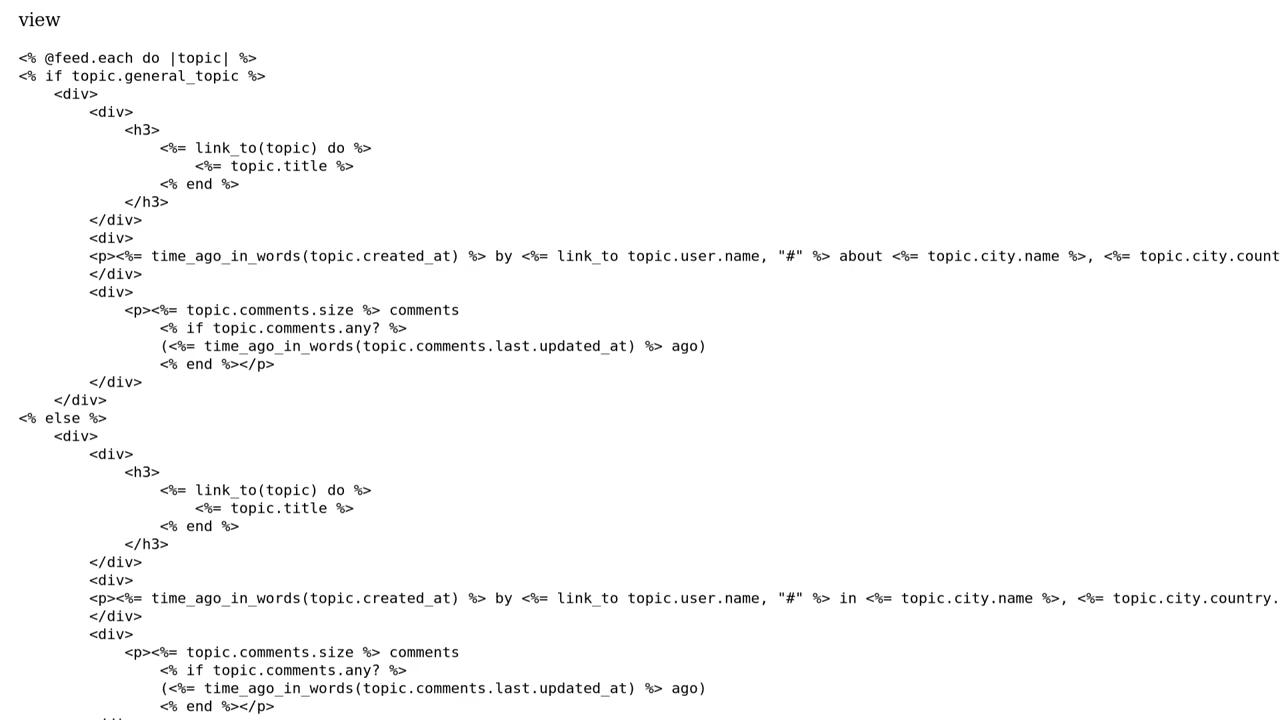 view
<% @feed.each do |topic| %>
<% if topic.general_topic %>
    <div>
        <div>
            <h3>
                <%= link_to(topic) do %>
                    <%= topic.title %>
                <% end %>
            </h3>
        </div>
        <div>
        <p><%= time_ago_in_words(topic.created_at) %> by <%= link_to topic.user.name, "#" %> about <%= topic.city.name %>, <%= topic.city.count
        </div>
        <div>
            <p><%= topic.comments.size %> comments
                <% if topic.comments.any? %>
                (<%= time_ago_in_words(topic.comments.last.updated_at) %> ago)
                <% end %></p>
        </div>
    </div>
<% else %>
    <div>
        <div>
            <h3>
                <%= link_to(topic) do %>
                    <%= topic.title %>
                <% end %>
            </h3>
        </div>
        <div>
        <p><%= time_ago_in_words(topic.created_at) %> by <%= link_to topic.user.name, "#" %> in <%= topic.city.name %>, <%= topic.city.country.
        </div>
        <div>
            <p><%= topic.comments.size %> comments
                <% if topic.comments.any? %>
                (<%= time_ago_in_words(topic.comments.last.updated_at) %> ago)
                <% end %></p>